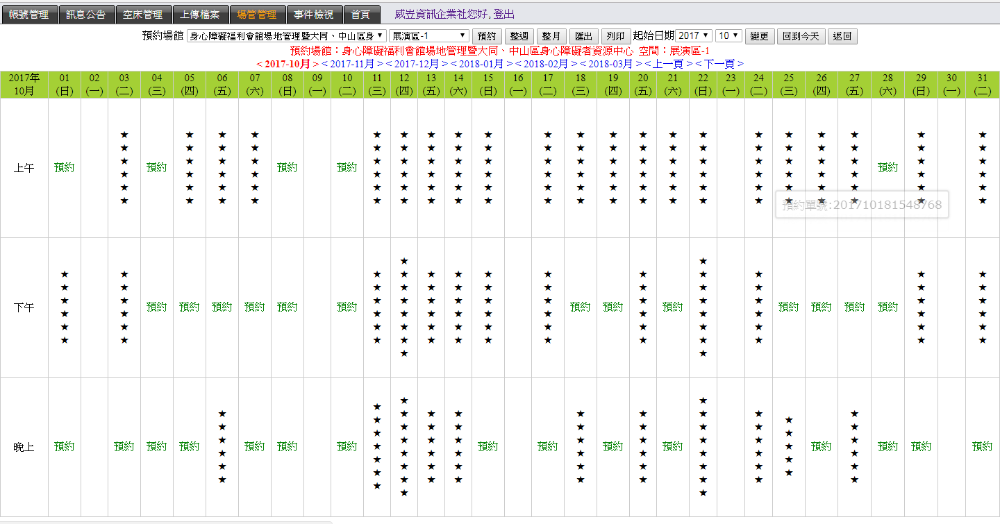 帳號管理 訊息公告 空床管理 上傳檔案 場管管理 事件檢視 首頁 威岦資訊企業社您好, 登出
預約場館 身心障礙福利會館場地管理暨大同、中山區身 展演區-1 預約 整週 整月 匯出 列印 起始日期 2017 10 變更 回到今天 返回
預約場館：身心障礙福利會館場地管理暨大同、中山區身心障礙者資源中心 空間：展演區-1
< 2017-10月 > < 2017-11月 > < 2017-12月 > < 2018-01月 > < 2018-02月 > < 2018-03月 > < 上一頁 > < 下一頁 >
2017年 01 02 03 04 05 06 07 08 09 10 11 12 13 14 15 16 17 18 19 20 21 22 23 24 25 26 27 28 29 30 31
10月 (日) (一) (二) (三) (四) (五) (六) (日) (一) (二) (三) (四) (五) (六) (日) (一) (二) (三) (四) (五) (六) (日) (一) (二) (三) (四) (五) (六) (日) (一) (二)
上午 預約 預約 預約 預約 預約
預約單號:201710181548768
下午 預約 預約 預約 預約 預約 預約 預約 預約 預約 預約 預約 預約 預約
晚上 預約 預約 預約 預約 預約 預約 預約 預約 預約 預約 預約 預約 預約 預約 預約